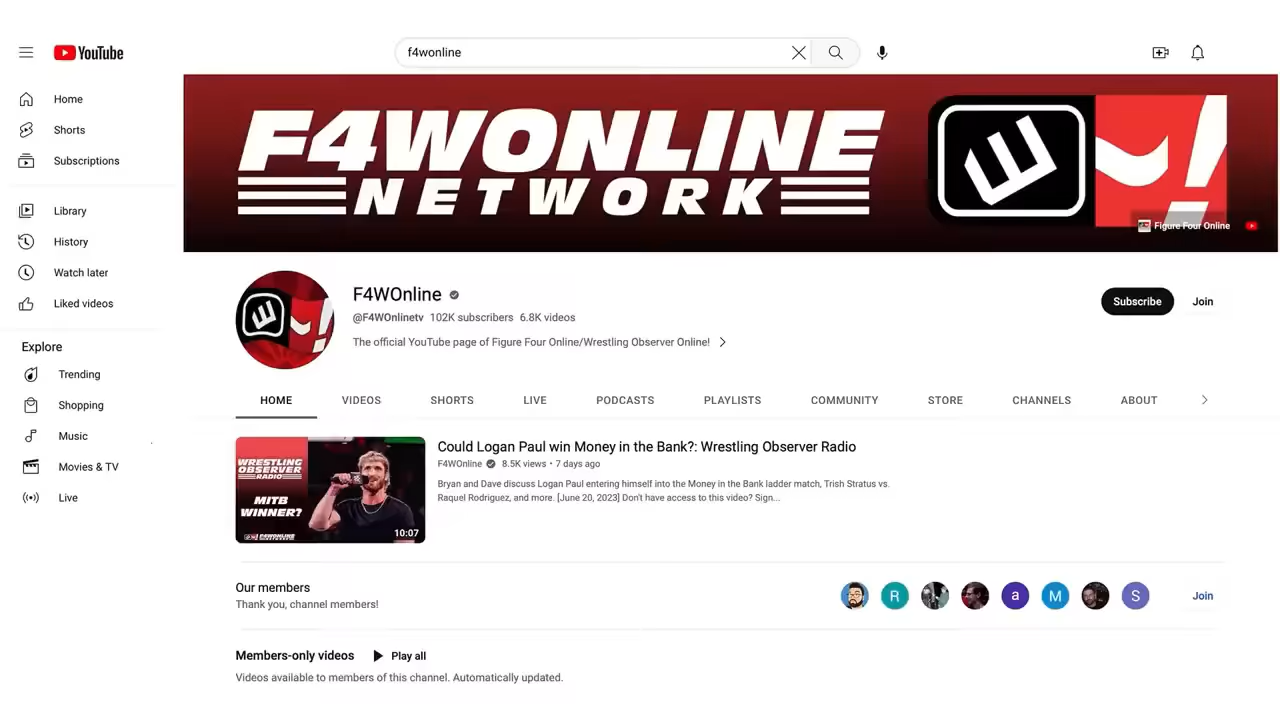 YouTube
f4wonline
Home
Shorts
Subscriptions
Library
History
Watch later
Liked videos
Explore
Trending
Shopping
Music
Movies & TV
Live
F4WONLINE
NETWORK
Figure Four Online
F4WOnline
@F4WOnlinetv 102K subscribers 6.8K videos
The official YouTube page of Figure Four Online/Wrestling Observer Online!
Subscribe
Join
HOME VIDEOS SHORTS LIVE PODCASTS PLAYLISTS COMMUNITY STORE CHANNELS ABOUT
WRESTLING
OBSERVER
RADIO
MITB
WINNER?
F4WONLINE
10:07
Could Logan Paul win Money in the Bank?: Wrestling Observer Radio
F4WOnline 8.5K views • 7 days ago
Bryan and Dave discuss Logan Paul entering himself into the Money in the Bank ladder match, Trish Stratus vs.
Raquel Rodriguez, and more. [June 20, 2023] Don't have access to this video? Sign...
Our members
Thank you, channel members!
R a M S
Join
Members-only videos Play all
Videos available to members of this channel. Automatically updated.